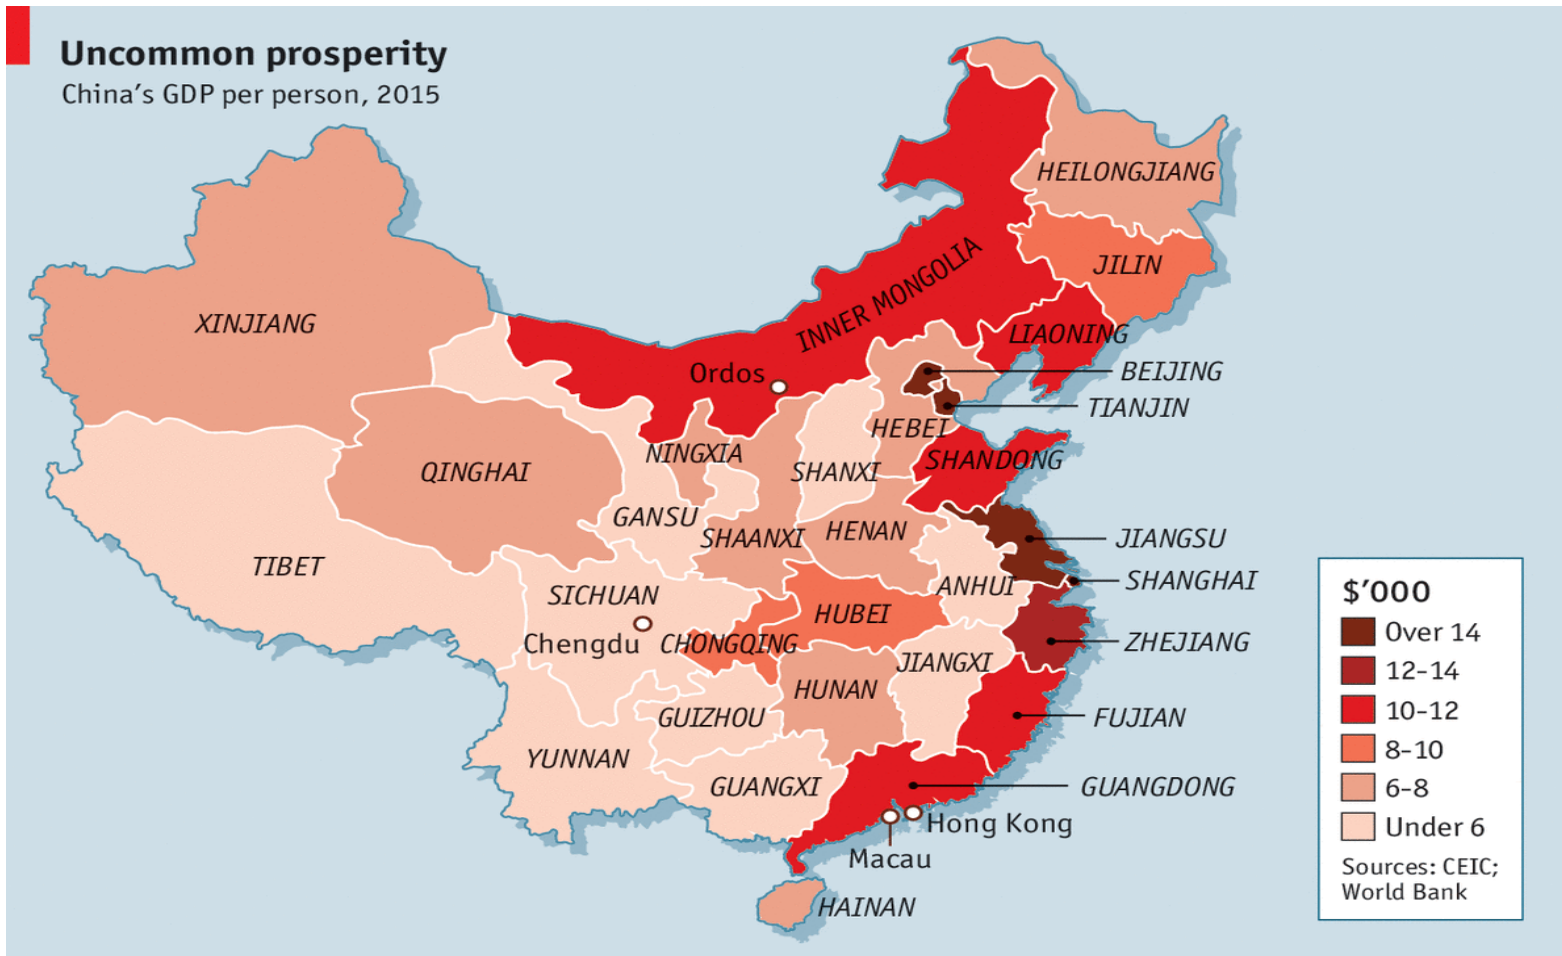 Uncommon prosperity
China's GDP per person, 2015
HEILONGJIANG
JILIN
INNER MONGOLIA
XINJIANG
LIAONING
Ordos
BEIJING
TIANJIN
HEBEI
NINGXIA
SHANXI
SHANDONG
QINGHAI
GANSU
SHAANXI
HENAN
JIANGSU
TIBET
ANHUI
SHANGHAI
SICHUAN
HUBEI
Chengdu
CHONGQING
ZHEJIANG
JIANGXI
HUNAN
GUIZHOU
FUJIAN
YUNNAN
GUANGXI
GUANGDONG
Hong Kong
Macau
HAINAN
$'000
Over 14
12-14
10-12
8-10
6-8
Under 6
Sources: CEIC;
World Bank